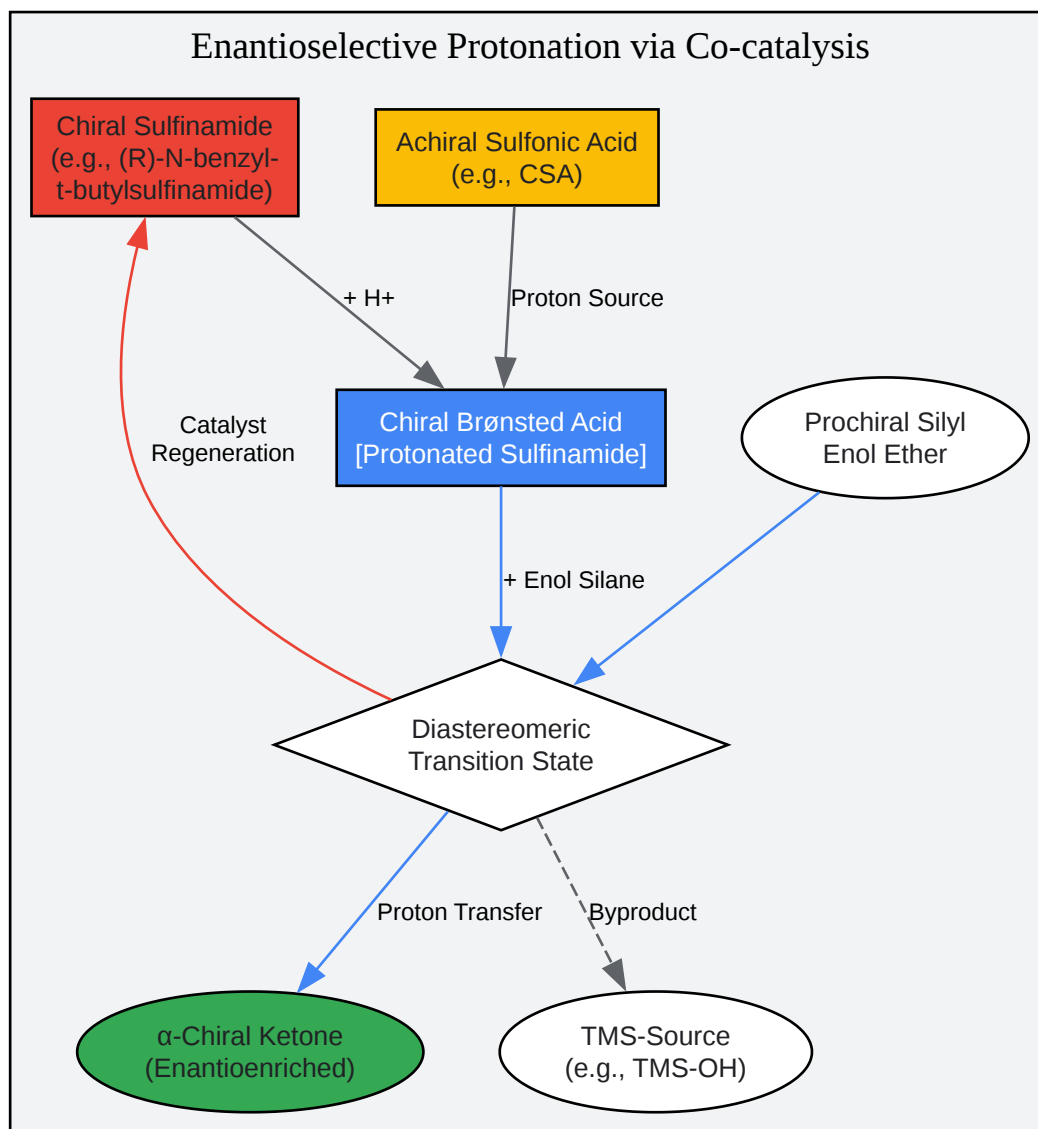 Enantioselective Protonation via Co-catalysis
Chiral Sulfinamide
(e.g., (R)-N-benzyl-
t-butylsulfinamide)
Achiral Sulfonic Acid
(e.g., CSA)
+ H+
Proton Source
Chiral Brønsted Acid
[Protonated Sulfinamide]
Prochiral Silyl
Enol Ether
Catalyst
Regeneration
+ Enol Silane
Diastereomeric
Transition State
Proton Transfer
Byproduct
α-Chiral Ketone
(Enantioenriched)
TMS-Source
(e.g., TMS-OH)